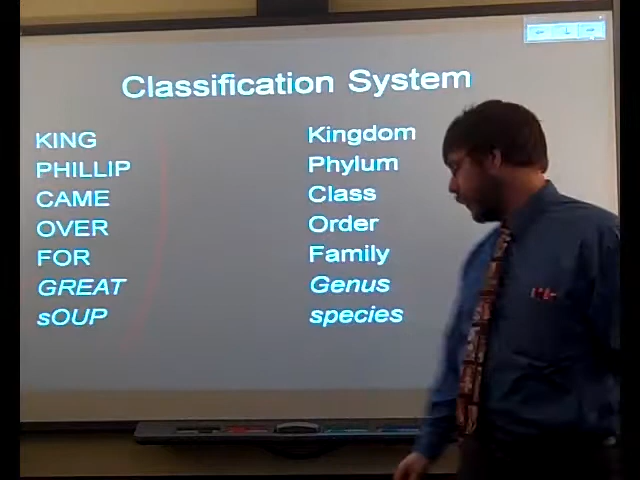 Classification System
KING Kingdom
PHILLIP Phylum
CAME Class
OVER Order
FOR Family
GREAT Genus
sOUP species